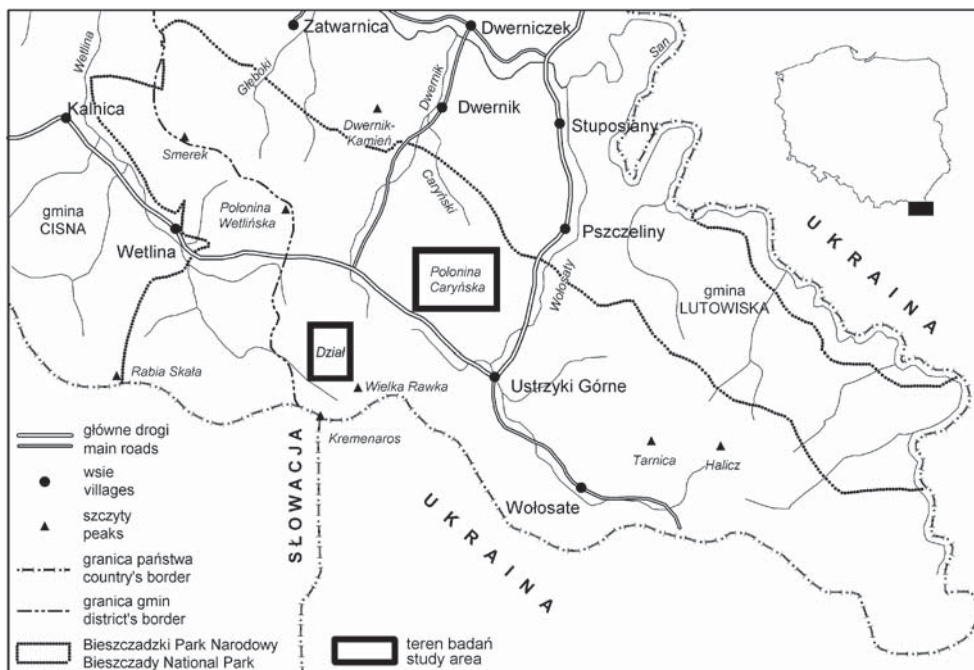 Zatwarnica
Dwerniczek
Wetlina
Głęboki
San
Dwernik
Kalnica
Dwernik
Dwernik-
Kamień
Stuposiany
Smerek
Caryński
gmina
CISNA
Połonina
Wetlińska
Wetlina
Pszczeliny
UKRAINA
Połonina
Caryńska
Wołosaty
gmina
LUTOWISKA
Dział
Rabia Skała
Wielka Rawka
Ustrzyki Górne
Kremenaros
Tarnica
Halicz
Wołosate
SŁOWACJA
UKRAINA
główne drogi
main roads
wsie
villages
szczyty
peaks
granica państwa
country's border
granica gmin
district's border
Bieszczadzki Park Narodowy
Bieszczady National Park
teren badań
study area